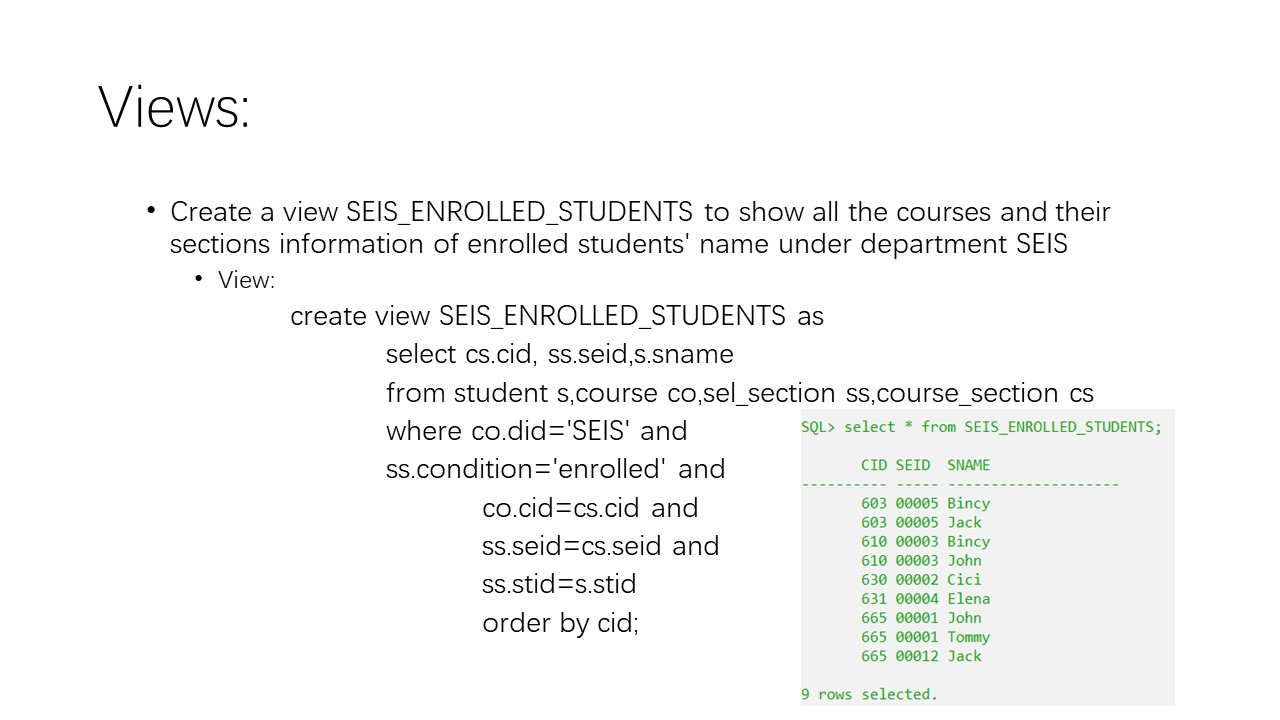 Views:
• Create a view SEIS_ENROLLED_STUDENTS to show all the courses and their
sections information of enrolled students' name under department SEIS
• View:
create view SEIS_ENROLLED_STUDENTS as
select cs.cid, ss.seid,s.sname
from student s,course co,sel_section ss,course_section cs
where co.did='SEIS' and
ss.condition='enrolled' and
co.cid=cs.cid and
ss.seid=cs.seid and
ss.stid=s.stid
order by cid;
SQL> select * from SEIS_ENROLLED_STUDENTS;
CID SEID  SNAME
---------- ----- --------------------
603 00005 Bincy
603 00005 Jack
610 00003 Bincy
610 00003 John
630 00002 Cici
631 00004 Elena
665 00001 John
665 00001 Tommy
665 00012 Jack
9 rows selected.